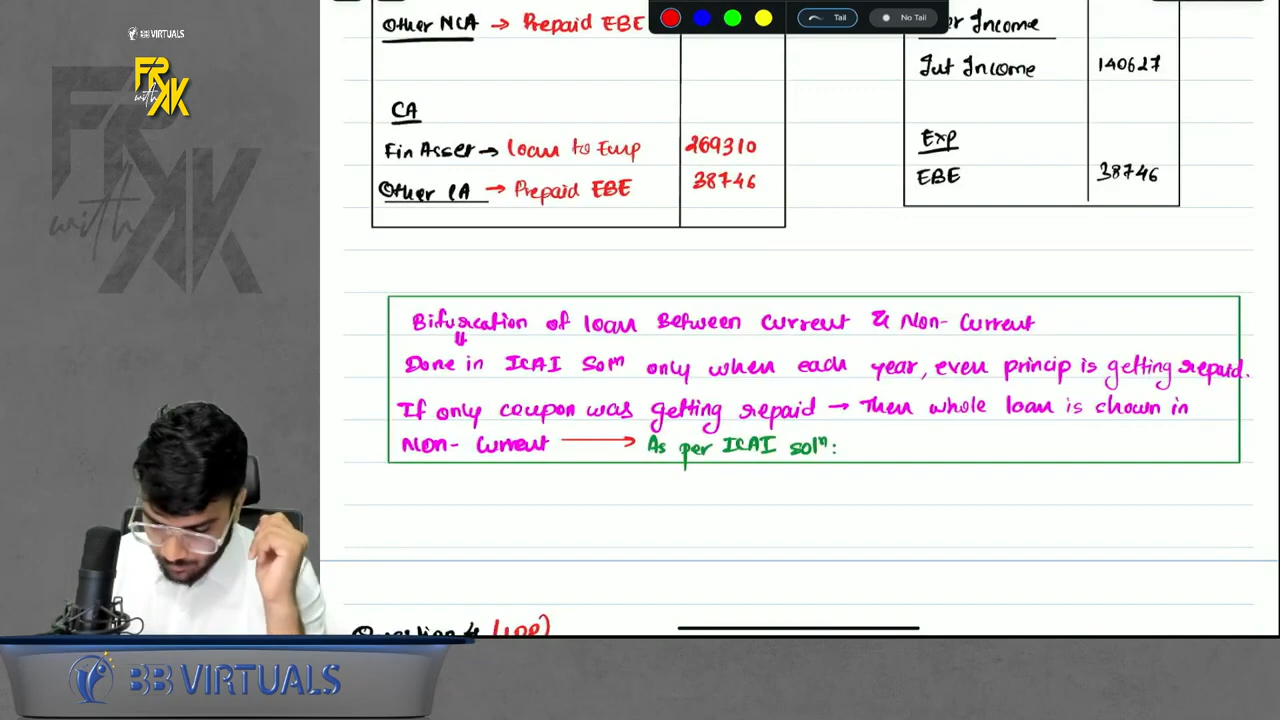 BB VIRTUALS
FR
with AK
FR
with AK
Other NCA → Prepaid EBE
Tail
No Tail
Income
Int Income 140627
CA
Fin Asset → loan to Emp 269310
Other CA → Prepaid EBE 38746
Exp
EBE 38746
Bifurcation of loan Between Current & Non-Current
Done in ICAI Solⁿ only when each year, even princip is getting repaid.
If only coupon was getting repaid → Then whole loan is shown in
Non-Current → As per ICAI solⁿ:
BB VIRTUALS